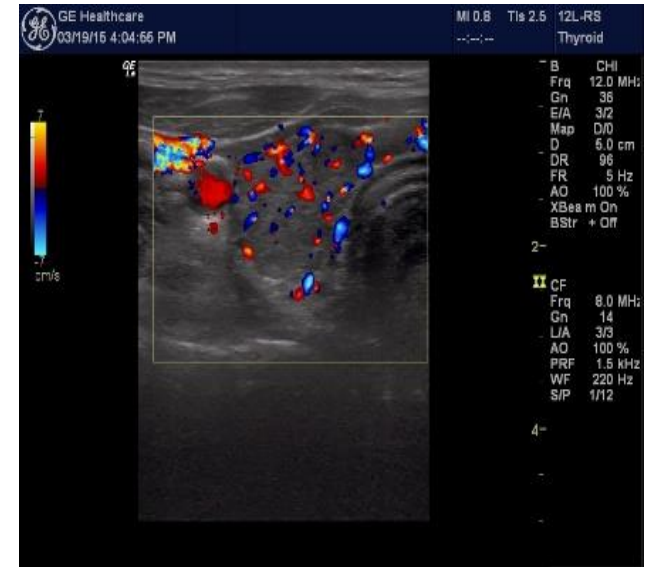 GE Healthcare
03/19/15 4:04:56 PM
MI 0.8 TIs 2.5 12L-RS
--:--:-- Thyroid
B CHI
Frq 12.0 MHz
Gn 36
E/A 3/2
Map D/0
D 5.0 cm
DR 96
FR 5 Hz
AO 100 %
XBeam On
BStr + Off
2-
CF
Frq 8.0 MHz
Gn 14
L/A 3/3
AO 100 %
PRF 1.5 kHz
WF 220 Hz
S/P 1/12
4-
7
-7
cm/s